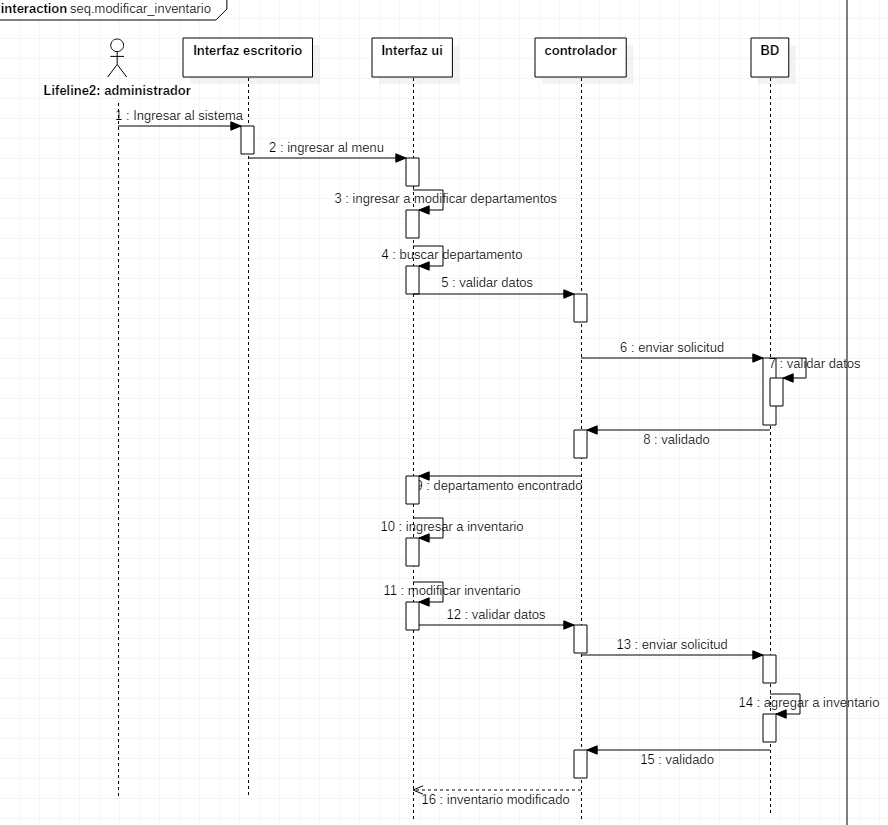 interaction seq.modificar_inventario
Interfaz escritorio
Interfaz ui
controlador
BD
Lifeline2: administrador
1 : Ingresar al sistema
2 : ingresar al menu
3 : ingresar a modificar departamentos
4 : buscar departamento
5 : validar datos
6 : enviar solicitud
7 : validar datos
8 : validado
9 : departamento encontrado
10 : ingresar a inventario
11 : modificar inventario
12 : validar datos
13 : enviar solicitud
14 : agregar a inventario
15 : validado
16 : inventario modificado